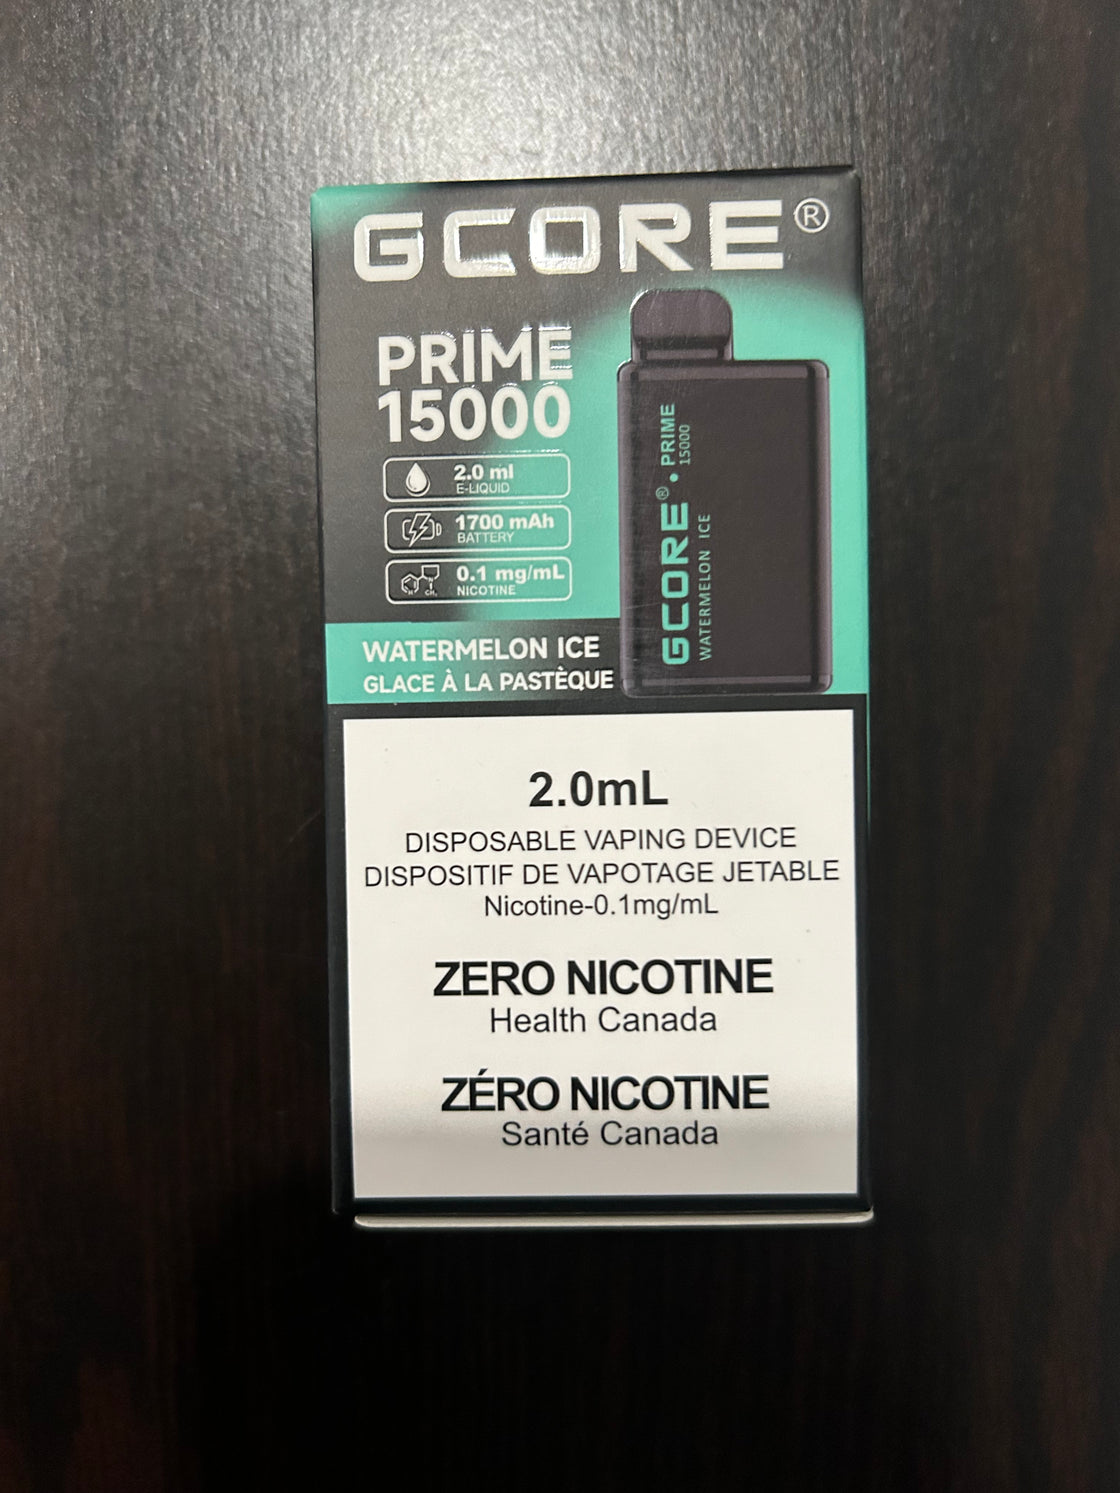 GCORE®
PRIME
15000
2.0 ml
E-LIQUID
1700 mAh
BATTERY
0.1 mg/mL
NICOTINE
WATERMELON ICE
GLACE À LA PASTÈQUE
GCORE® • PRIME
15000
WATERMELON ICE
2.0mL
DISPOSABLE VAPING DEVICE
DISPOSITIF DE VAPOTAGE JETABLE
Nicotine-0.1mg/mL
ZERO NICOTINE
Health Canada
ZÉRO NICOTINE
Santé Canada